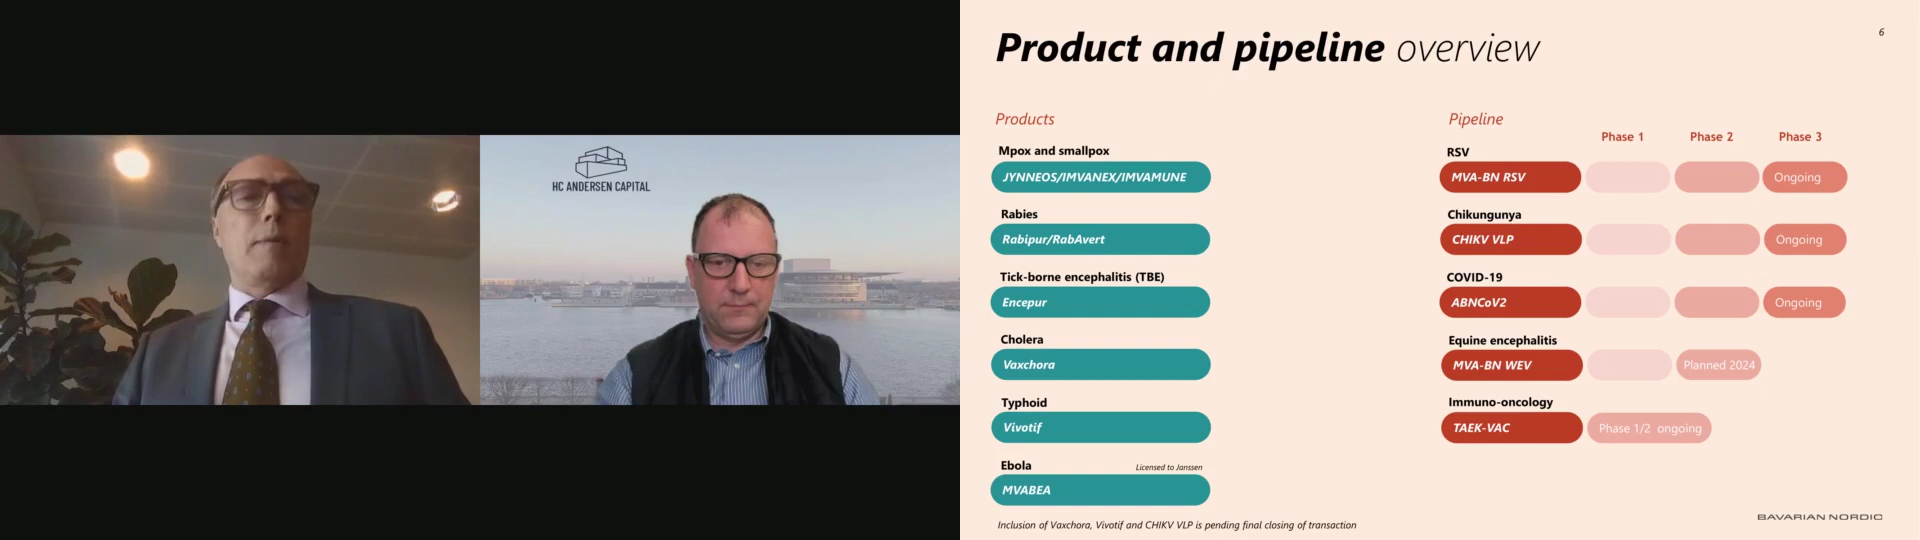 HC ANDERSEN CAPITAL
Product and pipeline overview
6
Products
Mpox and smallpox
JYNNEOS/IMVANEX/IMVAMUNE
Rabies
Rabipur/RabAvert
Tick-borne encephalitis (TBE)
Encepur
Cholera
Vaxchora
Typhoid
Vivotif
Ebola
Licensed to Janssen
MVABEA
Inclusion of Vaxchora, Vivotif and CHIKV VLP is pending final closing of transaction
Pipeline
Phase 1 Phase 2 Phase 3
RSV
MVA-BN RSV Ongoing
Chikungunya
CHIKV VLP Ongoing
COVID-19
ABNCoV2 Ongoing
Equine encephalitis
MVA-BN WEV Planned 2024
Immuno-oncology
TAEK-VAC Phase 1/2 ongoing
BAVARIAN NORDIC